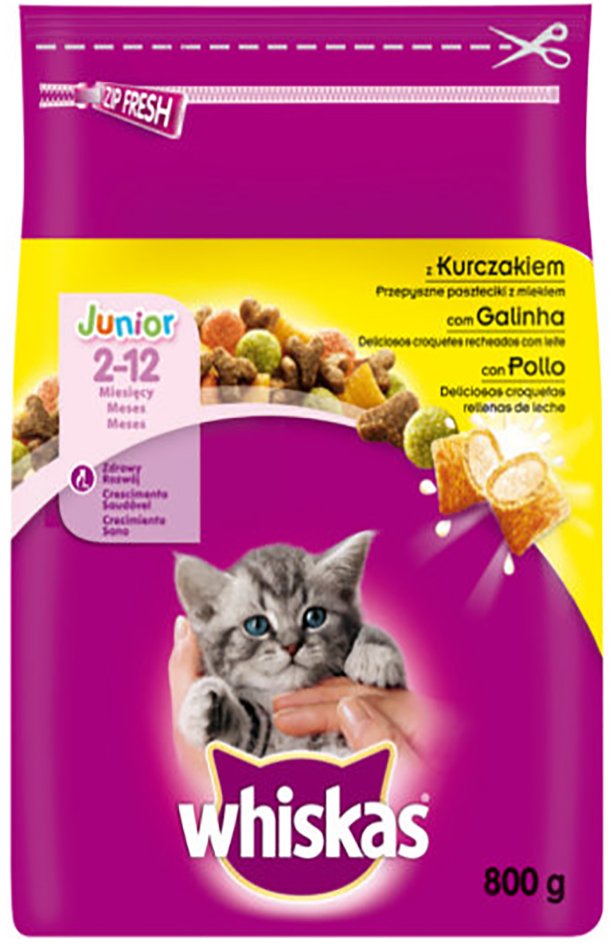 ZIP FRESH
z Kurczakiem
Przepyszne paszteciki z mlekiem
com Galinha
Deliciosos croquetes recheados com leite
con Pollo
Deliciosas croquetas
rellenas de leche
Junior
2-12
Miesięcy
Meses
Meses
Zdrowy
Rozwój
Crescimento
Saudável
Crecimiento
Sano
whiskas®
800 g